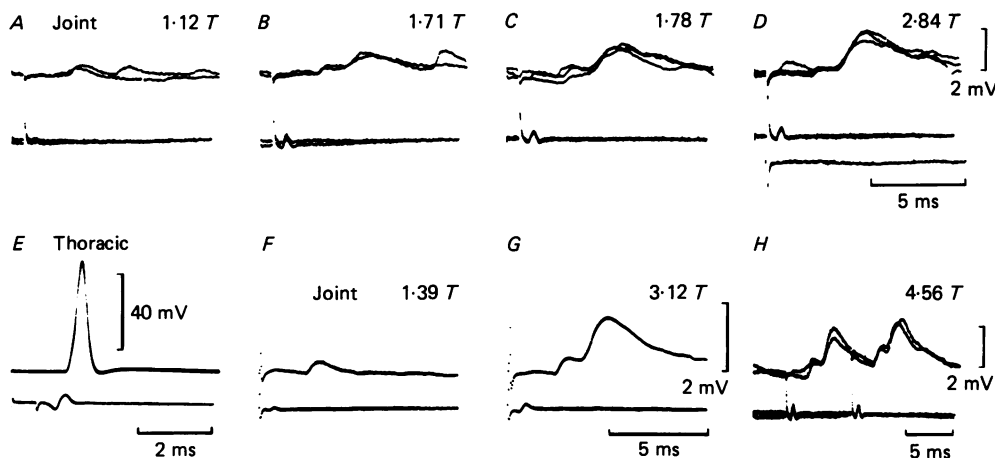 A Joint 1·12 T
B 1·71 T
C 1·78 T
D 2·84 T
2 mV
5 ms
E Thoracic
40 mV
2 ms
F Joint 1·39 T
G 3·12 T
2 mV
5 ms
H 4·56 T
2 mV
5 ms